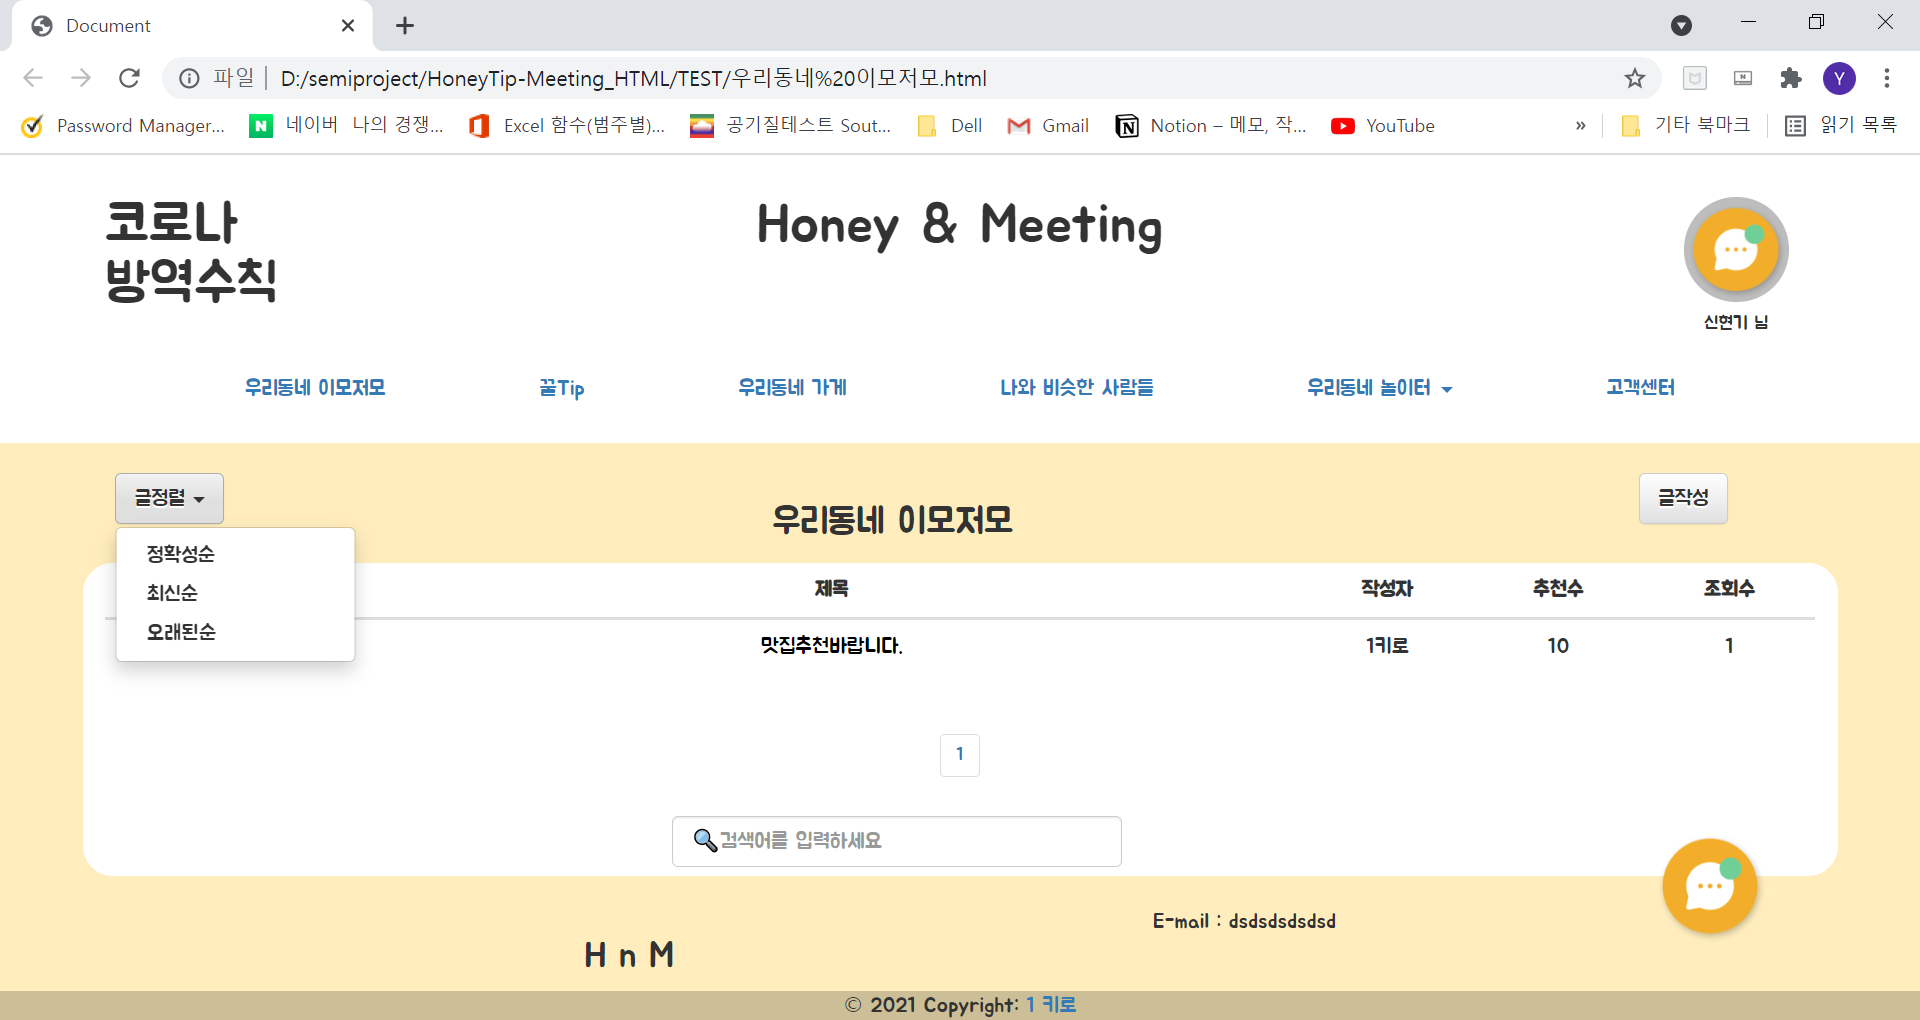 Document
파일 | D:/semiproject/HoneyTip-Meeting_HTML/TEST/우리동네%20이모저모.html
Y
Password Manager... N 네이버 나의 경쟁... Excel 함수(범주별)... 공기질테스트 Sout... Dell Gmail Notion – 메모, 작... YouTube » 기타 북마크 읽기 목록
코로나
방역수칙
Honey & Meeting
신현기 님
우리동네 이모저모 꿀Tip 우리동네 가게 나와 비슷한 사람들 우리동네 놀이터 고객센터
글정렬
정확성순
최신순
오래된순
우리동네 이모저모
글작성
제목 작성자 추천수 조회수
맛집추천바랍니다. 1키로 10 1
1
검색어를 입력하세요
E-mail : dsdsdsdsdsd
H n M
© 2021 Copyright: 1 키로